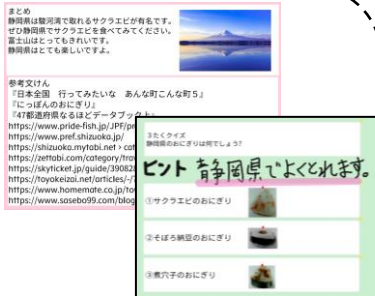 まとめ
静岡県は駿河湾で取れるサクラエビが有名です。
ぜひ静岡県でサクラエビを食べてみてください。
富士山はとってもきれいです。
静岡県はとても楽しいですよ。
参考文けん
『日本全国　行ってみたいな　あんな町こんな町５』
『にっぽんのおにぎり』
『47都道府県なるほどデータブック上』
https://www.pride-fish.jp/JPF/pr
https://www.pref.shizuoka.jp/
https://shizuoka.mytabi.net › cat
https://zettabi.com/category/trav
https://skyticket.jp/guide/39082
https://toyokeizai.net/articles/-/7
https://www.homemate.co.jp/to
https://www.sasebo99.com/blog
３たくクイズ
静岡県のおにぎりは何でしょう？
ヒント 静岡県でよくとれます。
①サクラエビのおにぎり
②そぼろ納豆のおにぎり
③煮穴子のおにぎり